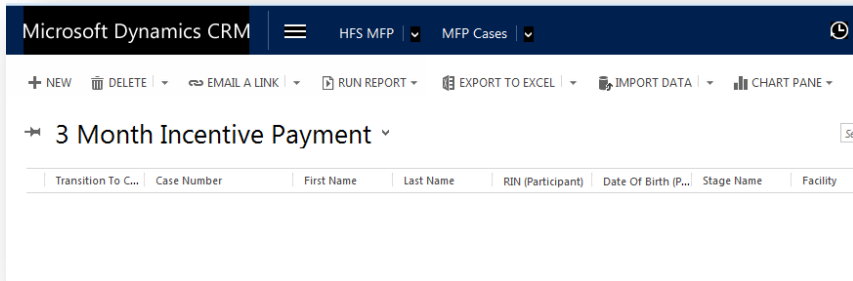 Microsoft Dynamics CRM HFS MFP MFP Cases
NEW DELETE EMAIL A LINK RUN REPORT EXPORT TO EXCEL IMPORT DATA CHART PANE
3 Month Incentive Payment Se
Transition To C... Case Number First Name Last Name RIN (Participant) Date Of Birth (P... Stage Name Facility